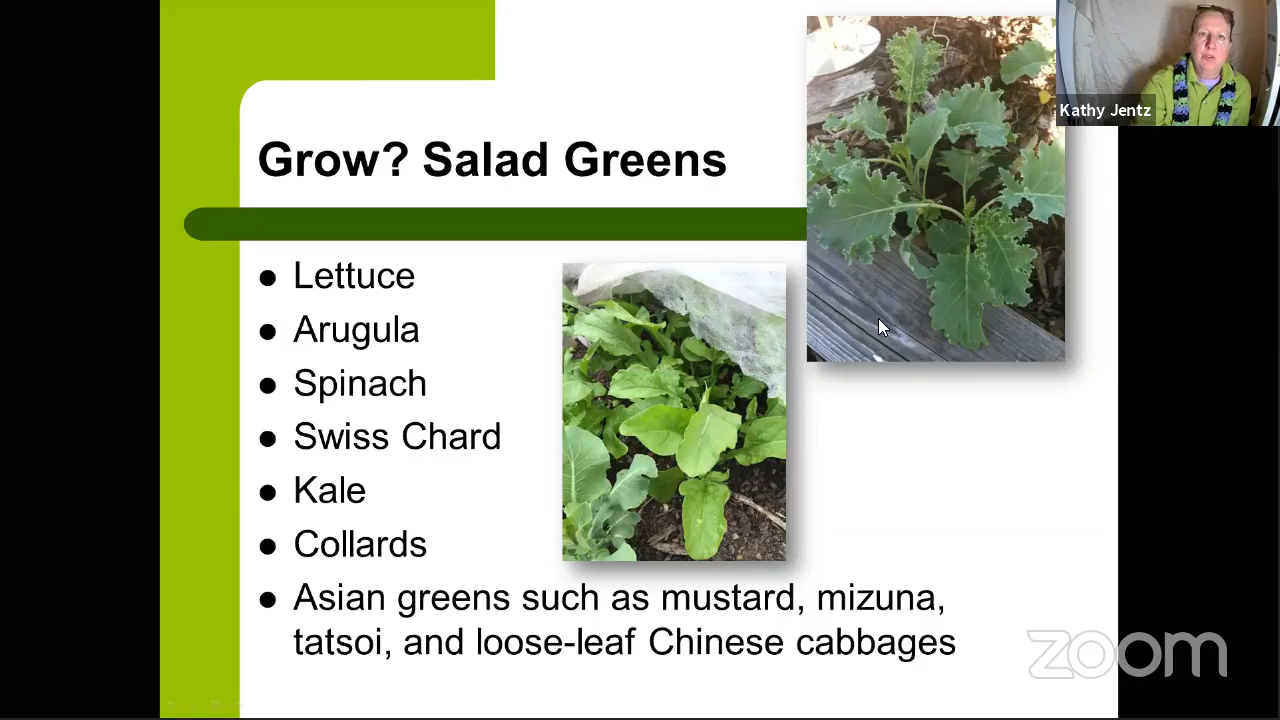 Kathy Jentz
Grow? Salad Greens
Lettuce
Arugula
Spinach
Swiss Chard
Kale
Collards
Asian greens such as mustard, mizuna,
tatsoi, and loose-leaf Chinese cabbages
zoom